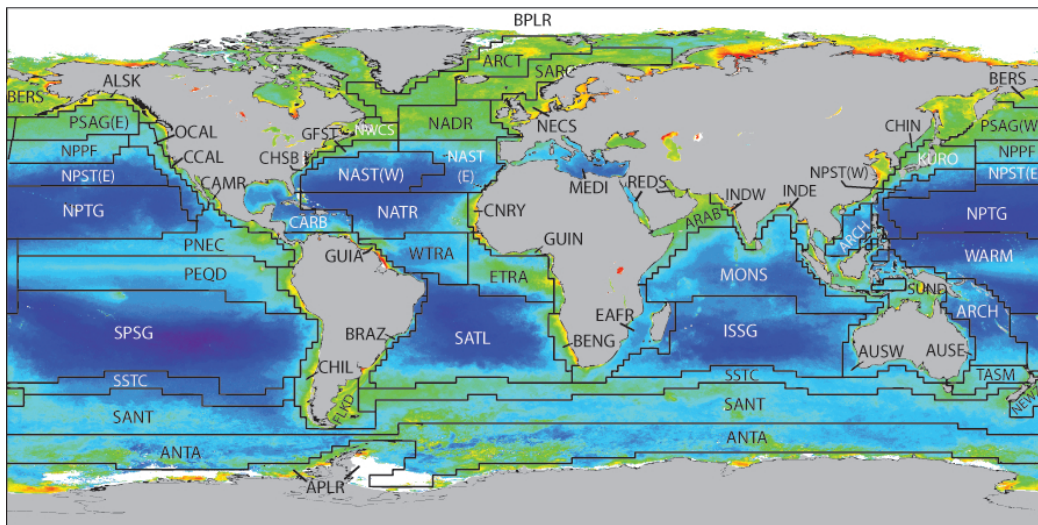 BPLR
ARCT
SARC
ALSK
BERS
BERS
PSAG(E)
OCAL
GFST
NWCS
NADR
NECS
CHIN
PSAG(W)
NPPF
CCAL
CHSB
NAST
(E)
KURO
NPPF
NPST(E)
NAST(W)
MEDI
REDS
INDW
INDE
NPST(W)
NPST(E)
CAMR
NPTG
CARB
NATR
CNRY
ARAB
ARCH
NPTG
PNEC
GUIA
WTRA
GUIN
WARM
PEQD
ETRA
MONS
SUND
SPSG
BRAZ
SATL
EAFR
BENG
ISSG
ARCH
AUSW
AUSE
CHIL
SSTC
SSTC
TASM
SANT
FLKD
SANT
NEWZ
ANTA
ANTA
APLR